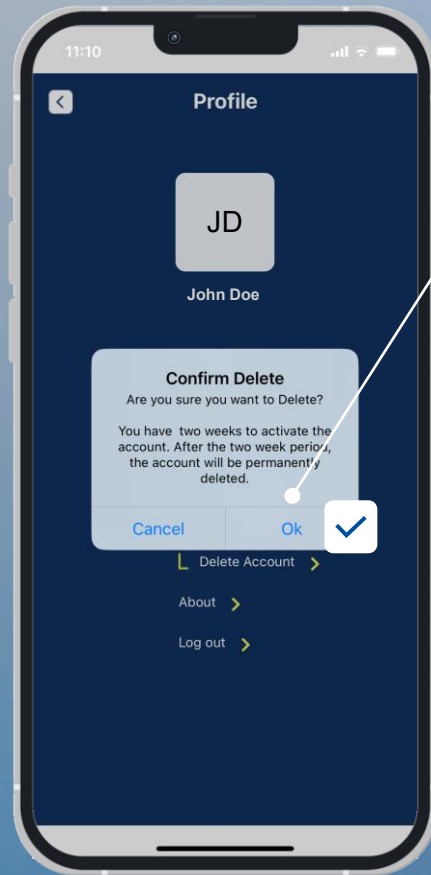 11:10
Profile
JD
John Doe
Confirm Delete
Are you sure you want to Delete?
You have two weeks to activate the
account. After the two week period,
the account will be permanently
deleted.
Cancel
Ok
Delete Account
About
Log out